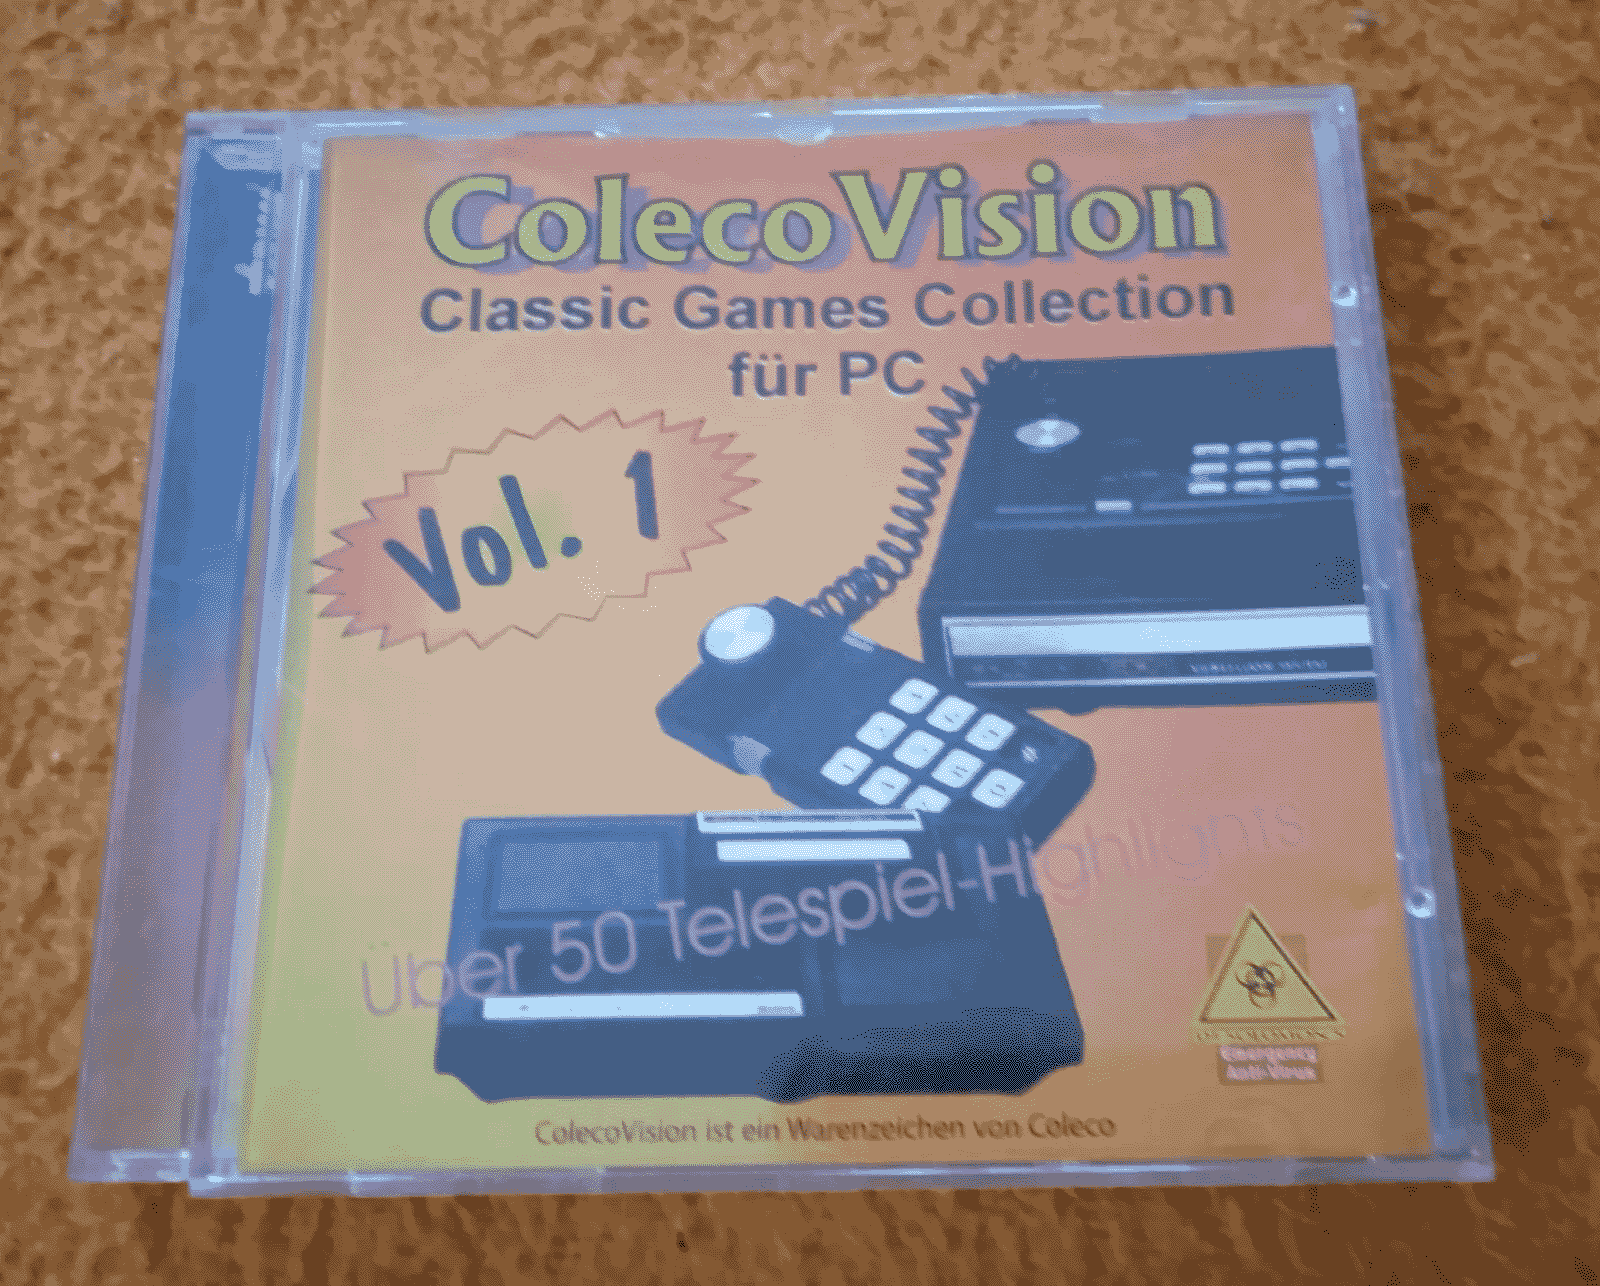 ColecoVision
Classic Games Collection
für PC
Vol. 1
Über 50 Telespiel-Highlights
Emergency
Anti-Virus
ColecoVision ist ein Warenzeichen von Coleco